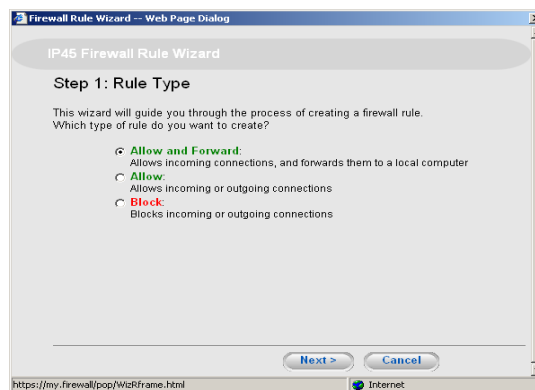 Firewall Rule Wizard -- Web Page Dialog
IP45 Firewall Rule Wizard
Step 1: Rule Type
This wizard will guide you through the process of creating a firewall rule.
Which type of rule do you want to create?
Allow and Forward:
Allows incoming connections, and forwards them to a local computer
Allow:
Allows incoming or outgoing connections
Block:
Blocks incoming or outgoing connections
Next > Cancel
https://my.firewall/pop/WizRframe.html Internet